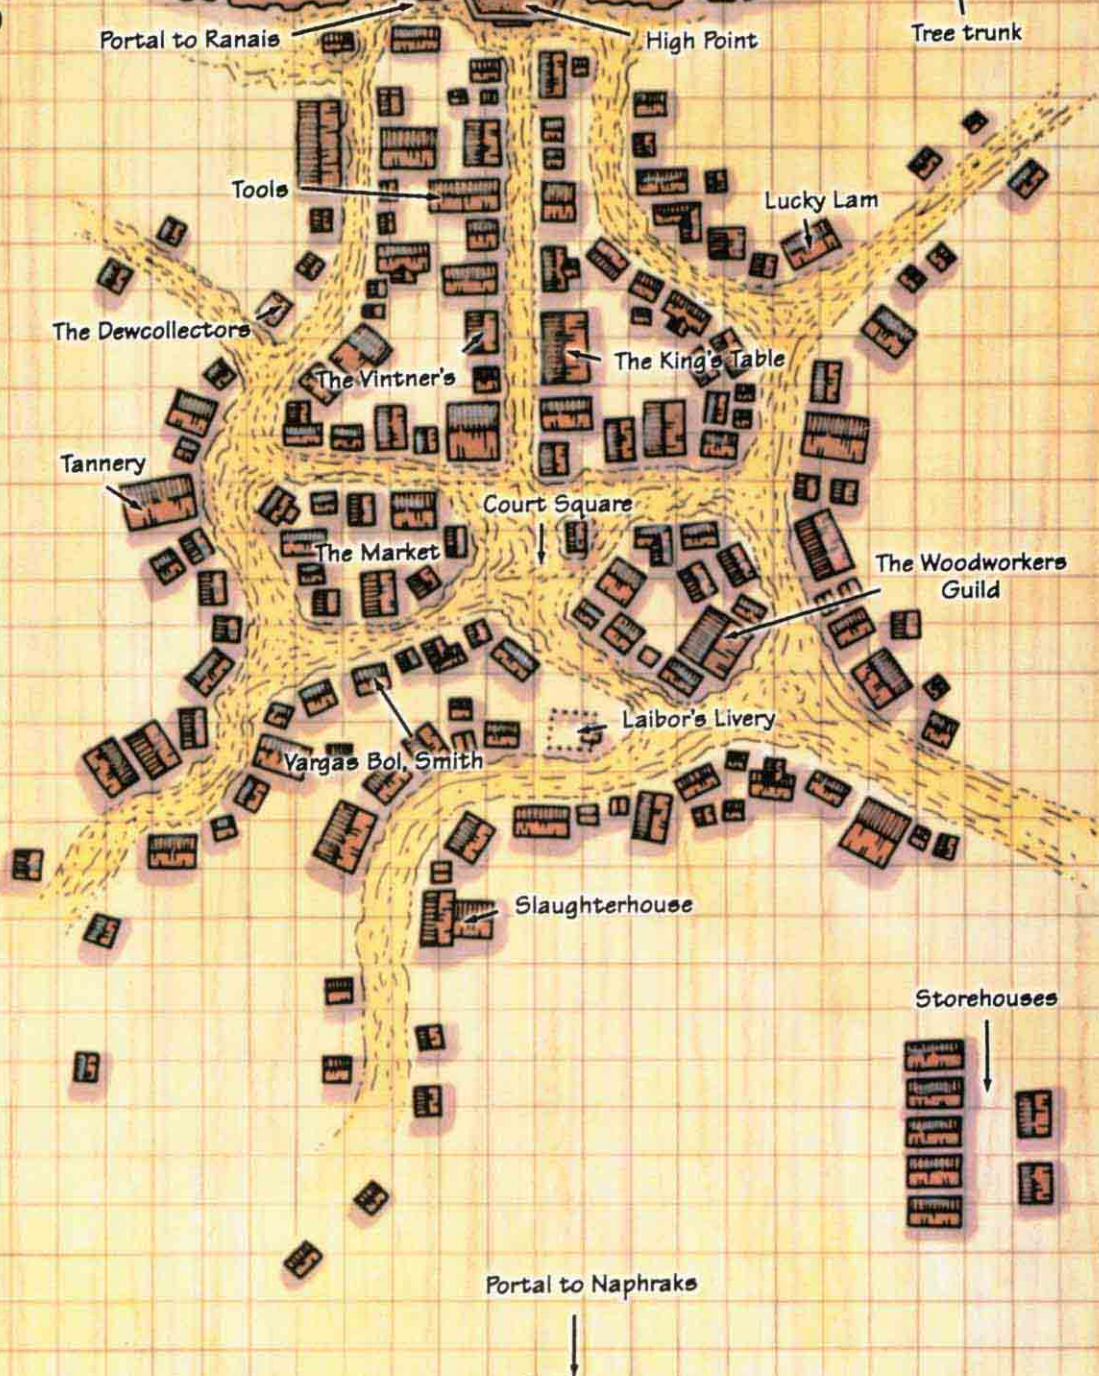 Tree trunk
Portal to Ranais
High Point
Tools
Lucky Lam
The Dewcollectors
The King's Table
The Vintner's
Tannery
Court Square
The Market
The Woodworkers
Guild
Laibor's Livery
Vargas Bol, Smith
Slaughterhouse
Storehouses
Portal to Naphraks